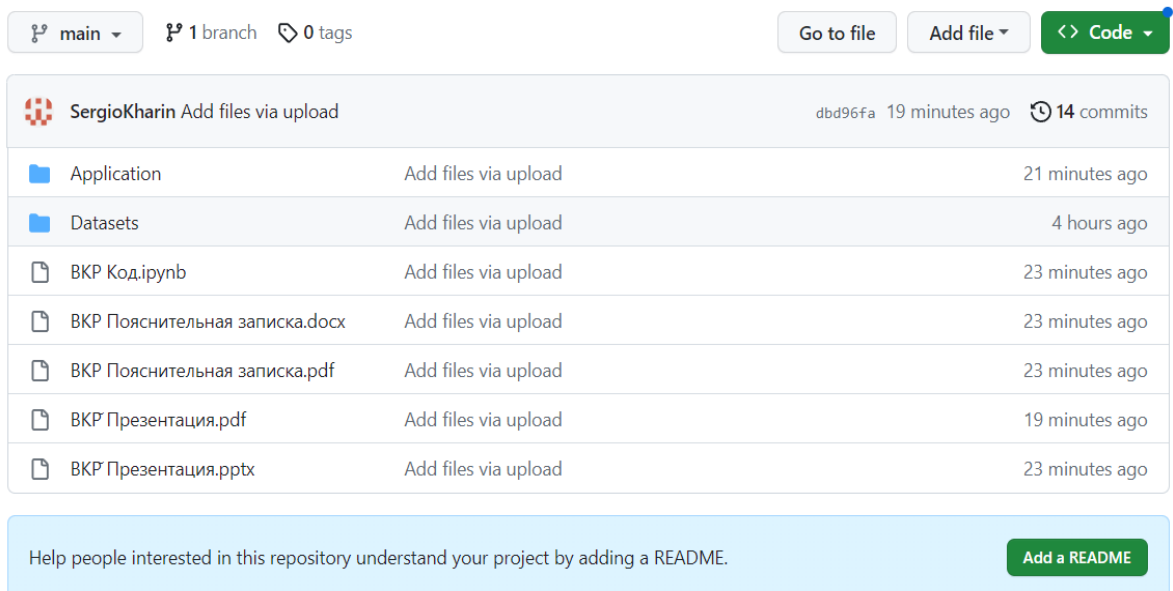 main 1 branch 0 tags Go to file Add file <> Code
SergioKharin Add files via upload dbd96fa 19 minutes ago 14 commits
Application Add files via upload 21 minutes ago
Datasets Add files via upload 4 hours ago
ВКР Код.ipynb Add files via upload 23 minutes ago
ВКР Пояснительная записка.docx Add files via upload 23 minutes ago
ВКР Пояснительная записка.pdf Add files via upload 23 minutes ago
ВКР Презентация.pdf Add files via upload 19 minutes ago
ВКР Презентация.pptx Add files via upload 23 minutes ago
Help people interested in this repository understand your project by adding a README. Add a README